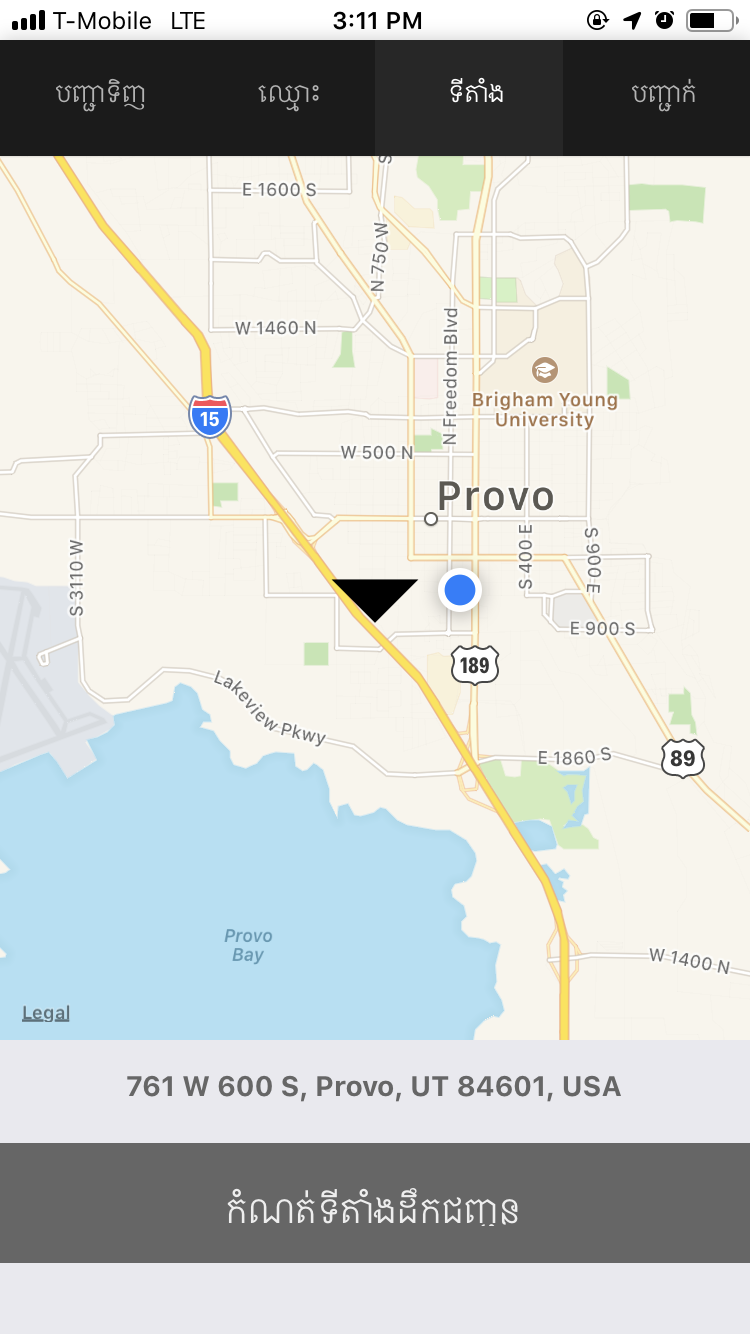 T-Mobile LTE 3:11 PM
បញ្ជាទិញ ឈ្មោះ ទីតាំង បញ្ជាក់
S
E 1600 S
N 750 W
W 1460 N
N Freedom Blvd
15
Brigham Young
University
W 500 N
Provo
S 3110 W
S 400 E
S 900 E
E 900 S
189
Lakeview Pkwy
E 1860 S
89
Provo
Bay
W 1400 N
Legal
761 W 600 S, Provo, UT 84601, USA
កំណត់ទីតាំងដឹកជញ្ជូន